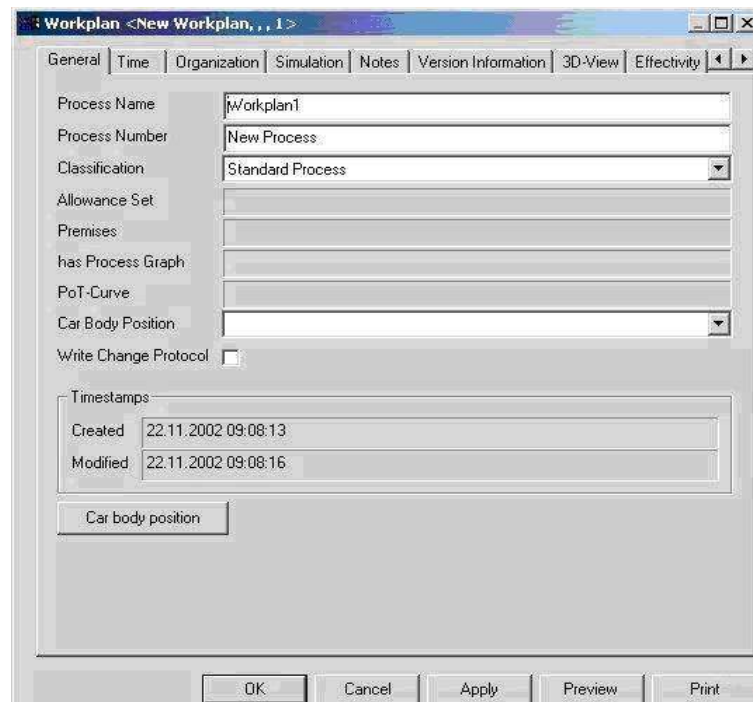 Workplan <New Workplan, , , 1>
General Time Organization Simulation Notes Version Information 3D-View Effectivity
Process Name Workplan1
Process Number New Process
Classification Standard Process
Allowance Set
Premises
has Process Graph
PoT-Curve
Car Body Position
Write Change Protocol
Timestamps
Created 22.11.2002 09:08:13
Modified 22.11.2002 09:08:16
Car body position
OK Cancel Apply Preview Print